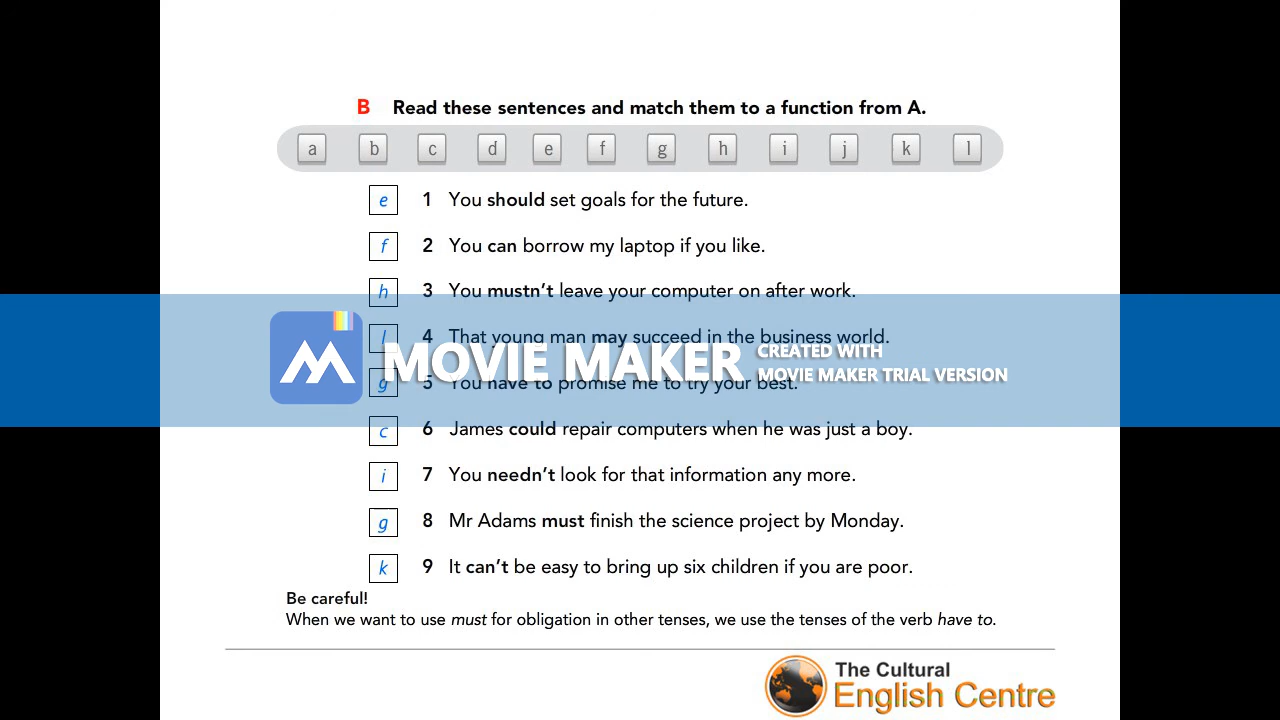 B Read these sentences and match them to a function from A.
a b c d e f g h i j k l
e 1 You should set goals for the future.
f 2 You can borrow my laptop if you like.
h 3 You mustn't leave your computer on after work.
l 4 That young man may succeed in the business world.
MOVIE MAKER CREATED WITH
MOVIE MAKER TRIAL VERSION
g 5 You have to promise me to try your best.
c 6 James could repair computers when he was just a boy.
i 7 You needn't look for that information any more.
g 8 Mr Adams must finish the science project by Monday.
k 9 It can't be easy to bring up six children if you are poor.
Be careful!
When we want to use must for obligation in other tenses, we use the tenses of the verb have to.
The Cultural
English Centre